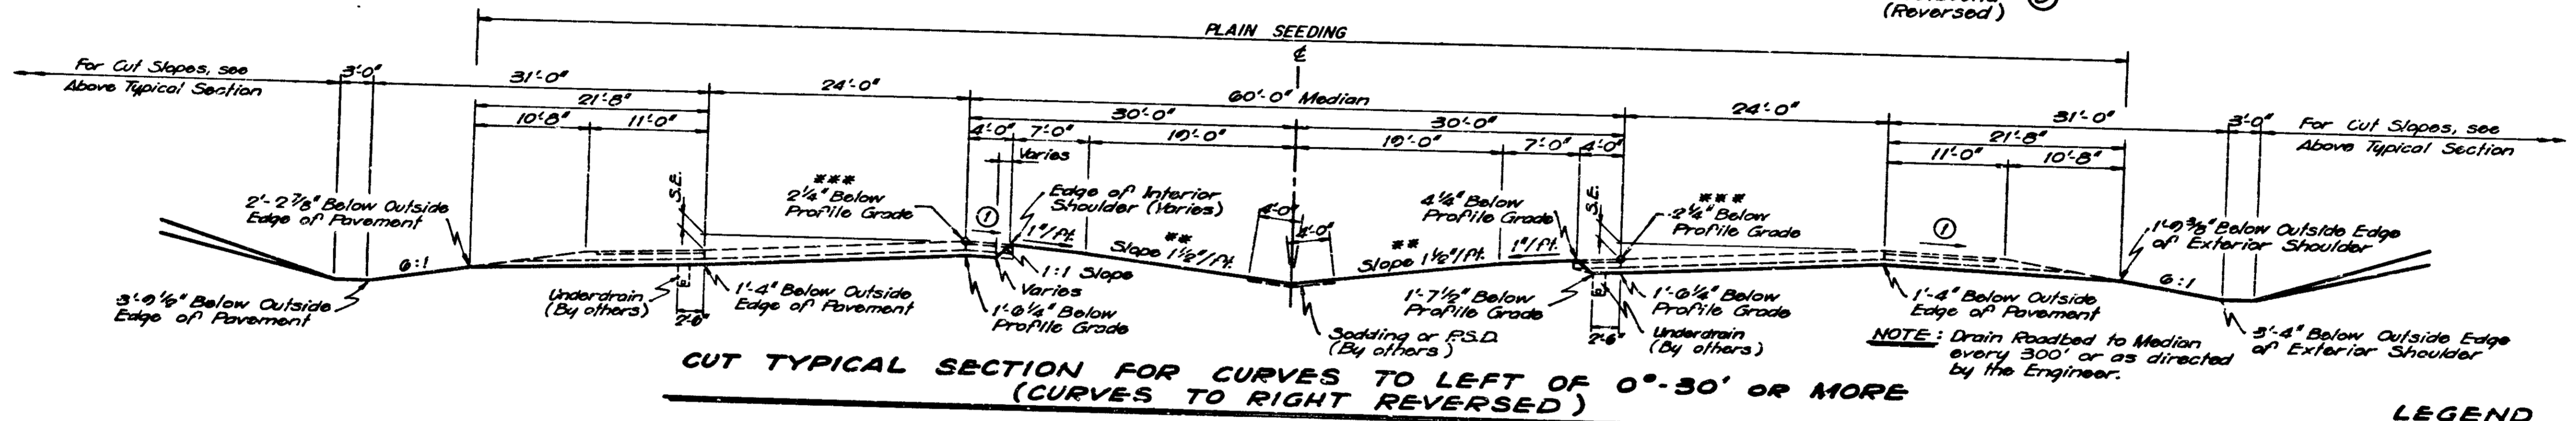 (Reversed)
PLAIN SEEDING
℄
For Cut Slopes, see
Above Typical Section
3'-0"
31'-0"
21'-8"
10'-8"
11'-0"
24'-0"
60'-0" Median
30'-0"
30'-0"
4'-0"
7'-0"
19'-0"
19'-0"
7'-0"
4'-0"
Varies
24'-0"
31'-0"
21'-8"
11'-0"
10'-8"
3'-0"
For Cut Slopes, see
Above Typical Section
2'-2 7/8" Below Outside
Edge of Pavement
S.E.
***
2 1/4" Below
Profile Grade
1
Edge of Interior
Shoulder (Varies)
1"/Ft.
**
Slope 1 1/2"/Ft.
4'-0"
4'-0"
4 1/4" Below
Profile Grade
**
Slope 1 1/2"/Ft.
1"/Ft.
S.E.
***
2 1/4" Below
Profile Grade
1
Below Outside Edge
of Exterior Shoulder
6:1
6:1
Below Outside
Edge of Pavement
Underdrain
(By others)
2'-6"
1'-4" Below Outside
Edge of Pavement
1:1 Slope
Varies
1'-6 1/4" Below
Profile Grade
Sodding or P.S.D.
(By others)
1'-7 1/2" Below
Profile Grade
2'-6"
1'-6 1/4" Below
Profile Grade
Underdrain
(By others)
1'-4" Below Outside
Edge of Pavement
3'-4" Below Outside Edge
of Exterior Shoulder
NOTE: Drain Roadbed to Median
every 300' or as directed
by the Engineer.
CUT TYPICAL SECTION FOR CURVES TO LEFT OF 0°-30' OR MORE
(CURVES TO RIGHT REVERSED)
LEGEND